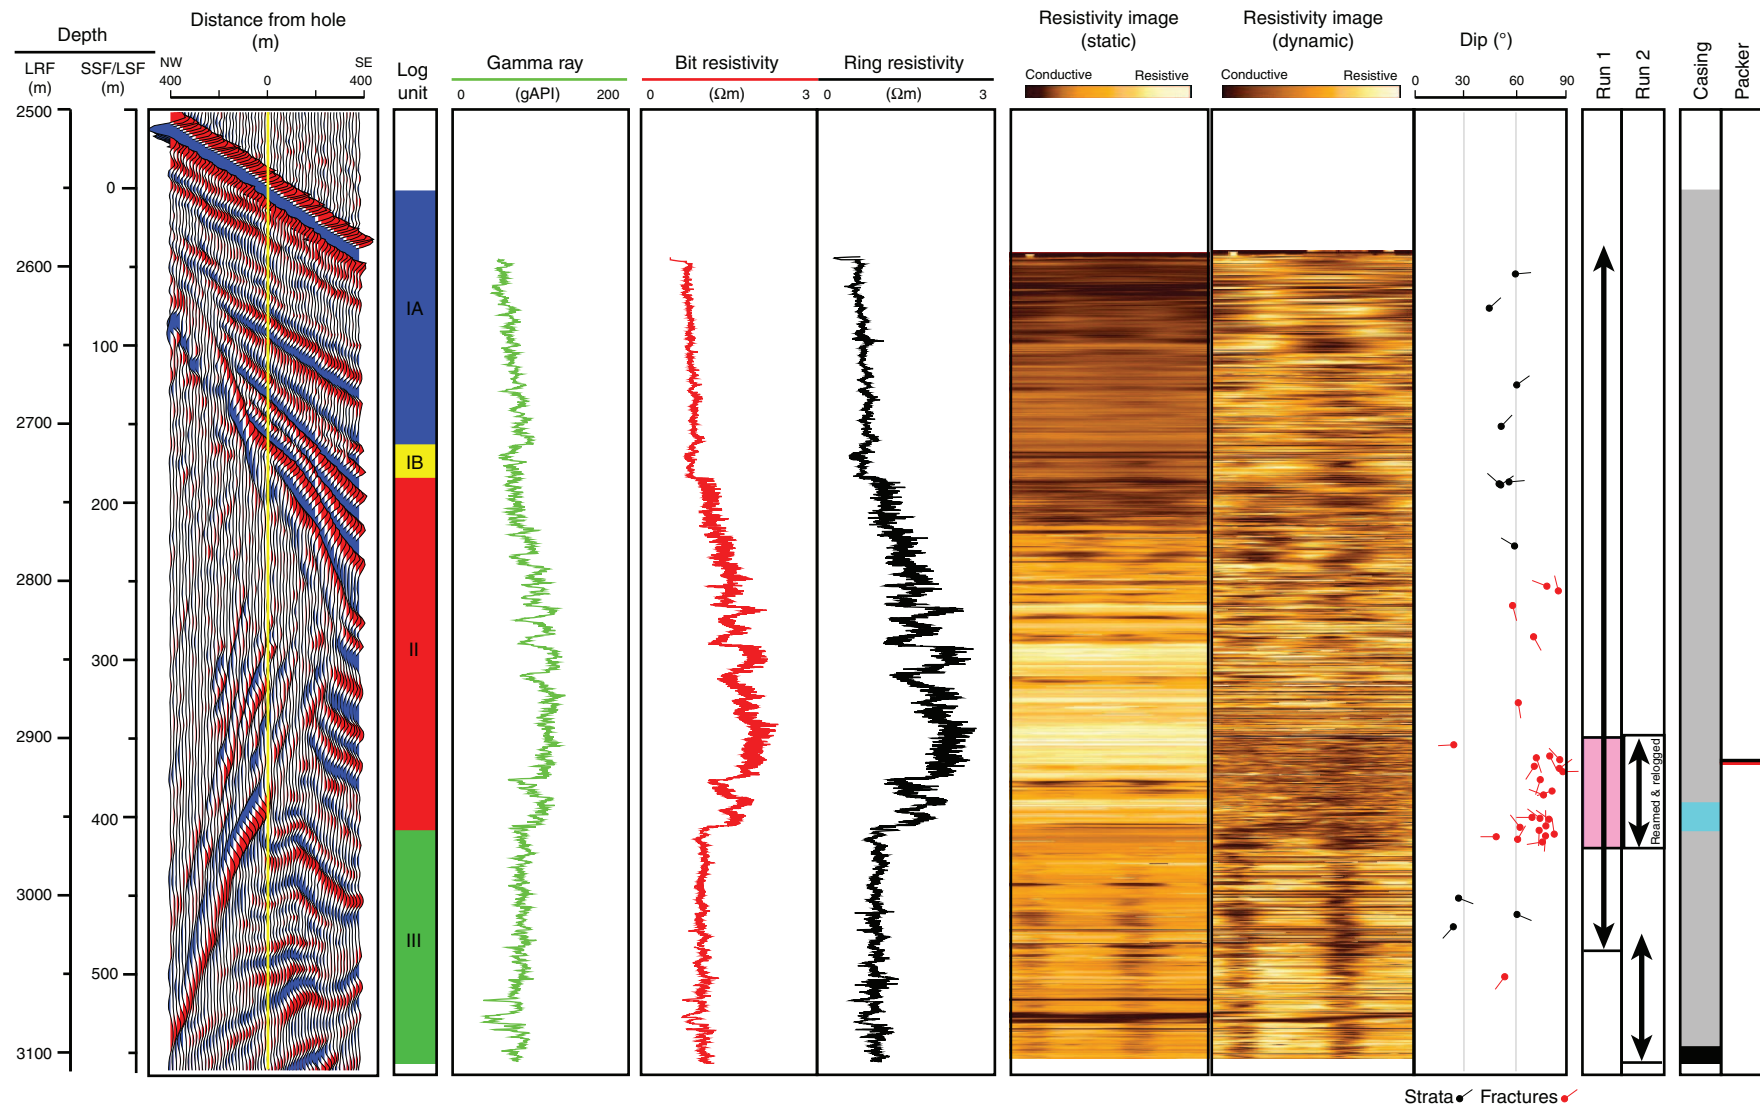 Depth
LRF
(m)
SSF/LSF
(m)
Distance from hole
(m)
NW
SE
400
0
400
Log
unit
Gamma ray
0
(gAPI)
200
Bit resistivity
0
(Ωm)
3
Ring resistivity
0
(Ωm)
3
Resistivity image
(static)
Conductive
Resistive
Resistivity image
(dynamic)
Conductive
Resistive
Dip (°)
0
30
60
90
Run 1
Run 2
Casing
Packer
2500
2600
2700
2800
2900
3000
3100
0
100
200
300
400
500
IA
IB
II
III
Reamed & relogged
Strata
Fractures